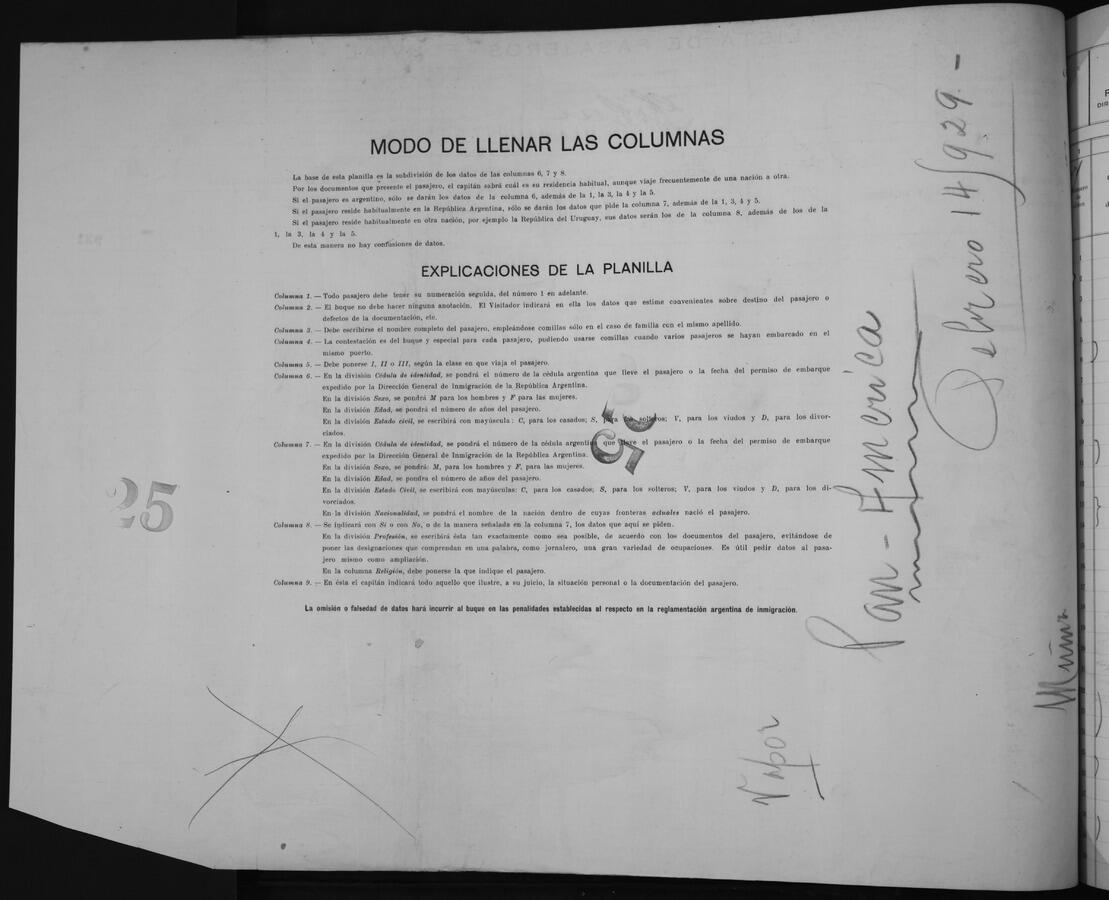 MODO DE LLENAR LAS COLUMNAS
La base de esta planilla es la subdivisión de los datos de las columnas 6, 7 y 8.
Por los documentos que presente el pasajero, el capitán sabrá cuál es su residencia habitual, aunque viaje frecuentemente de una nación a otra.
Si el pasajero es argentino, sólo se darán los datos de la columna 6, además de la 1, la 3, la 4 y la 5.
Si el pasajero reside habitualmente en la República Argentina, sólo se darán los datos que pide la columna 7, además de la 1, 3, 4 y 5.
Si el pasajero reside habitualmente en otra nación, por ejemplo la República del Uruguay, sus datos serán los de la columna 8, además de los de la
1, la 3, la 4 y la 5.
De esta manera no hay confusiones de datos.
EXPLICACIONES DE LA PLANILLA
Columna 1. — Todo pasajero debe tener su numeración seguida, del número 1 en adelante.
Columna 2. — El buque no debe hacer ninguna anotación. El Visitador indicará en ella los datos que estime convenientes sobre destino del pasajero o
defectos de la documentación, etc.
Columna 3. — Debe escribirse el nombre completo del pasajero, empleándose comillas sólo en el caso de familia con el mismo apellido.
Columna 4. — La contestación es del buque y especial para cada pasajero, pudiendo usarse comillas cuando varios pasajeros se hayan embarcado en el
mismo puerto.
Columna 5. — Debe ponerse I, II o III, según la clase en que viaja el pasajero.
Columna 6. — En la división Cédula de identidad, se pondrá el número de la cédula argentina que lleve el pasajero o la fecha del permiso de embarque
expedido por la Dirección General de Inmigración de la República Argentina.
En la división Sexo, se pondrá M para los hombres y F para las mujeres.
En la división Edad, se pondrá el número de años del pasajero.
En la división Estado civil, se escribirá con mayúscula: C, para los casados; S, para los solteros; V, para los viudos y D, para los divor-
ciados.
Columna 7. — En la división Cédula de identidad, se pondrá el número de la cédula argentina que lleve el pasajero o la fecha del permiso de embarque
expedido por la Dirección General de Inmigración de la República Argentina.
En la división Sexo, se pondrá: M, para los hombres y F, para las mujeres.
En la división Edad, se pondra el número de años del pasajero.
En la división Estado Civil, se escribirá con mayúsculas: C, para los casados; S, para los solteros; V, para los viudos y D, para los di-
vorciados.
En la división Nacionalidad, se pondrá el nombre de la nación dentro de cuyas fronteras actuales nació el pasajero.
Columna 8. — Se indicará con Si o con No, o de la manera señalada en la columna 7, los datos que aquí se piden.
En la división Profesión, se escribirá ésta tan exactamente como sea posible, de acuerdo con los documentos del pasajero, evitándose de
poner las designaciones que comprendan en una palabra, como jornalero, una gran variedad de ocupaciones. Es útil pedir datos al pasa-
jero mismo como ampliación.
En la columna Religión, debe ponerse la que indique el pasajero.
Columna 9. — En ésta el capitán indicará todo aquello que ilustre, a su juicio, la situación personal o la documentación del pasajero.
La omisión o falsedad de datos hará incurrir al buque en las penalidades establecidas al respecto en la reglamentación argentina de inmigración.
25
Vapor
Pan-America
Febrero 14/929.-